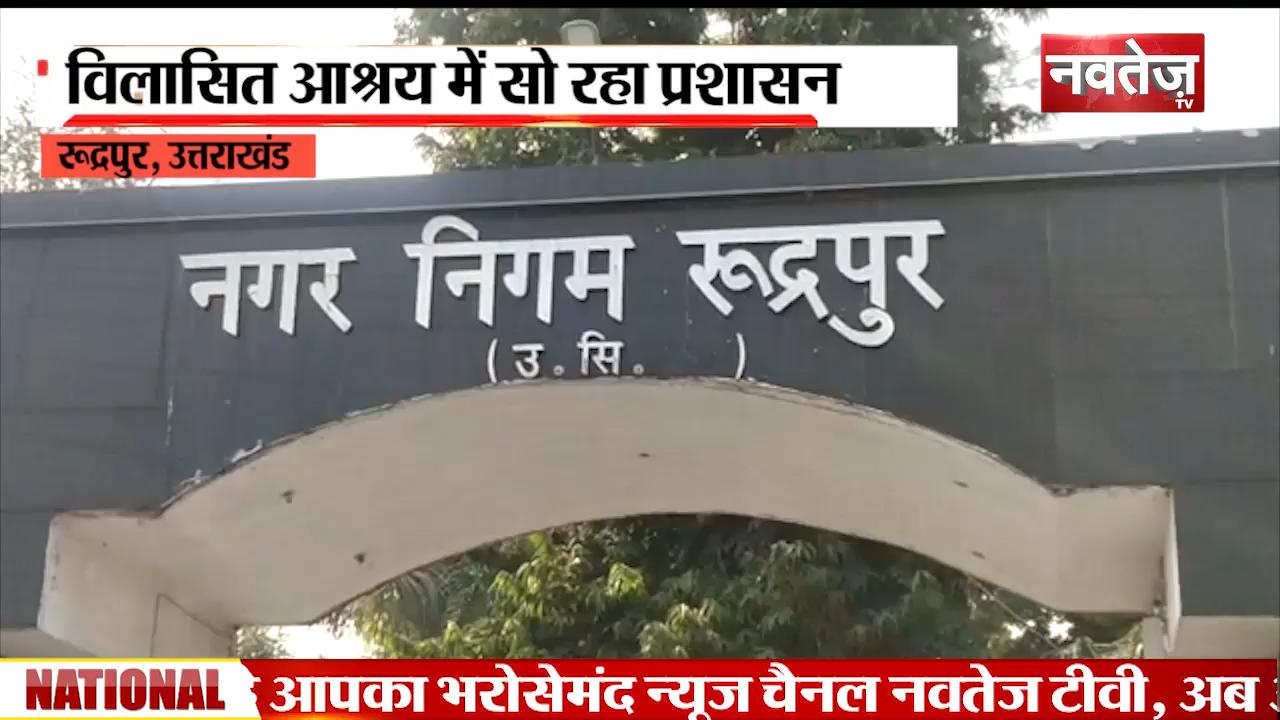 विलासित आश्रय में सो रहा प्रशासन
नवतेज़ TV
रूद्रपुर, उत्तराखंड
नगर निगम रूद्रपुर
( उ . सि . )
NATIONAL
आपका भरोसेमंद न्यूज चैनल नवतेज टीवी, अब